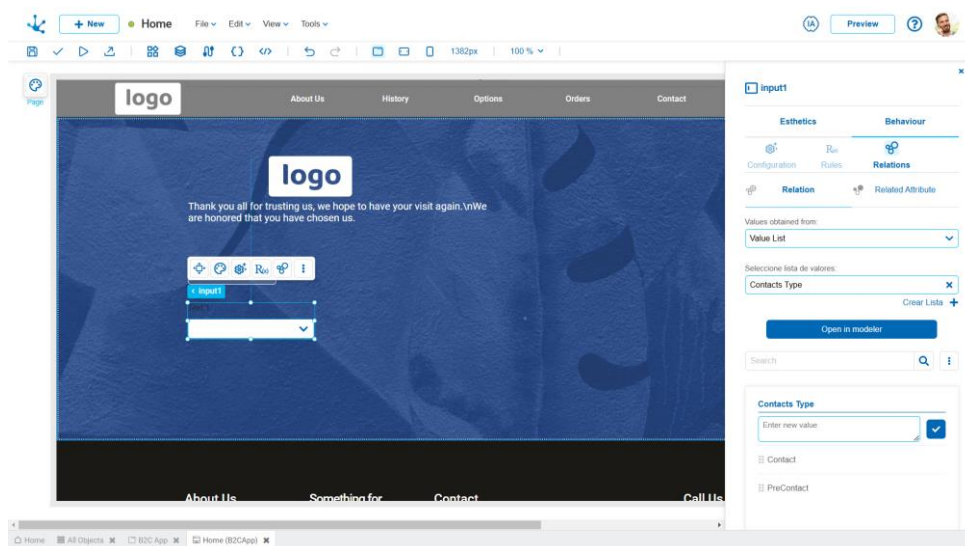 + New
Home
File
Edit
View
Tools
IA
Preview
?
1382px
100 %
Page
logo
About Us
History
Options
Orders
Contact
logo
Thank you all for trusting us, we hope to have your visit again.\nWe
are honored that you have chosen us.
input1
input1
Esthetics
Behaviour
Configuration
Rules
Relations
Relation
Related Attribute
Values obtained from:
Value List
Seleccione lista de valores:
Contacts Type
Crear Lista +
Open in modeler
Search
Contacts Type
Enter new value
Contact
PreContact
About Us
Something for
Contact
Call Us
Home
All Objects
B2C App
Home (B2CApp)